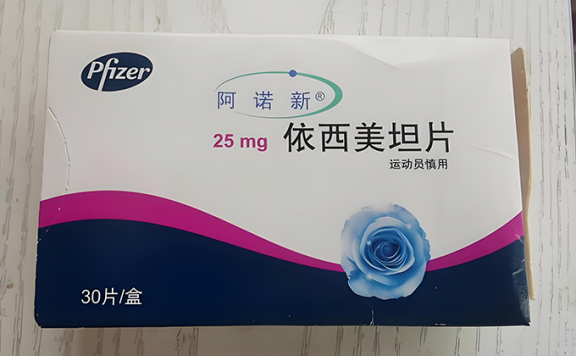 Pfizer
阿诺新®
25 mg 依西美坦片
运动员慎用
30片/盒